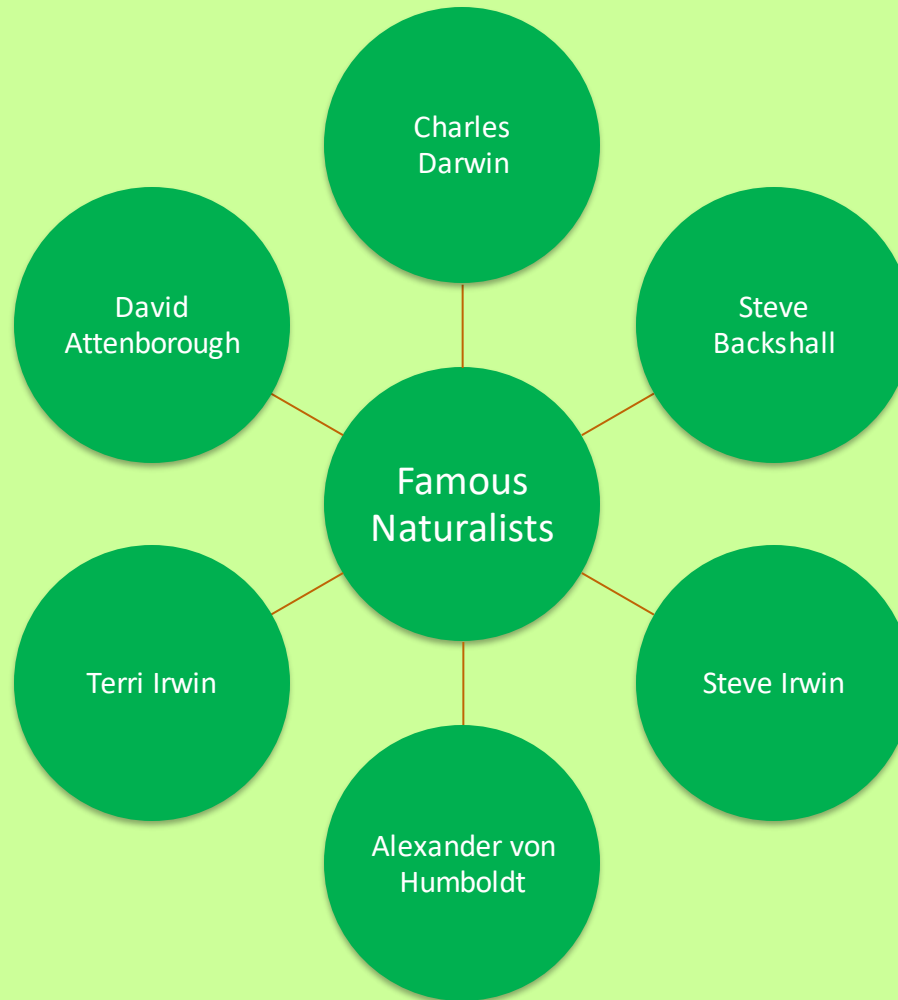 Charles
Darwin
David
Attenborough
Steve
Backshall
Famous
Naturalists
Terri Irwin
Steve Irwin
Alexander von
Humboldt